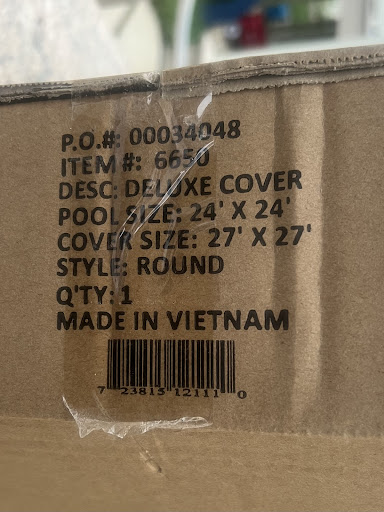 P.O.#: 00034048
ITEM #: 6650
DESC: DELUXE COVER
POOL SIZE: 24' X 24'
COVER SIZE: 27' X 27'
STYLE: ROUND
Q'TY: 1
MADE IN VIETNAM
7 23815 12111 0